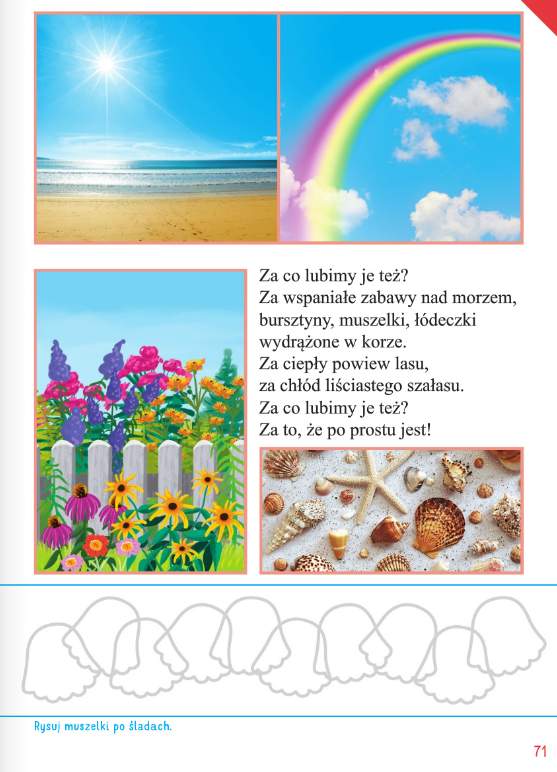 Za co lubimy je też?
Za wspaniałe zabawy nad morzem,
bursztyny, muszelki, łódeczki
wydrążone w korze.
Za ciepły powiew lasu,
za chłód liściastego szałasu.
Za co lubimy je też?
Za to, że po prostu jest!
Rysuj muszelki po śladach.
71